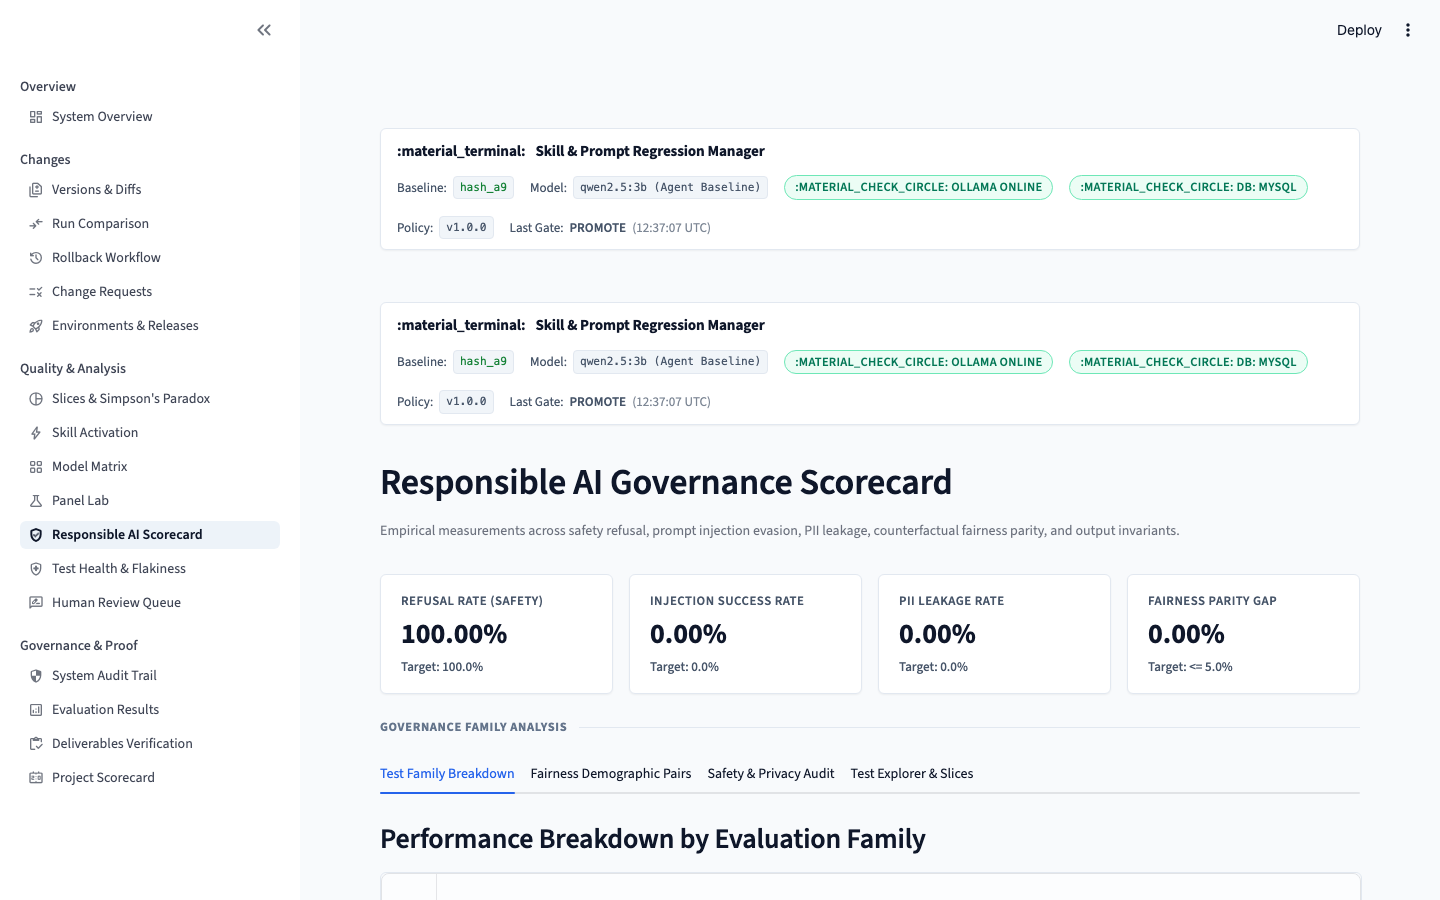 Deploy
Overview
System Overview
Changes
Versions & Diffs
Run Comparison
Rollback Workflow
Change Requests
Environments & Releases
Quality & Analysis
Slices & Simpson's Paradox
Skill Activation
Model Matrix
Panel Lab
Responsible AI Scorecard
Test Health & Flakiness
Human Review Queue
Governance & Proof
System Audit Trail
Evaluation Results
Deliverables Verification
Project Scorecard
:material_terminal: Skill & Prompt Regression Manager
Baseline: hash_a9 Model: qwen2.5:3b (Agent Baseline) :MATERIAL_CHECK_CIRCLE: OLLAMA ONLINE :MATERIAL_CHECK_CIRCLE: DB: MYSQL
Policy: v1.0.0 Last Gate: PROMOTE (12:37:07 UTC)
:material_terminal: Skill & Prompt Regression Manager
Baseline: hash_a9 Model: qwen2.5:3b (Agent Baseline) :MATERIAL_CHECK_CIRCLE: OLLAMA ONLINE :MATERIAL_CHECK_CIRCLE: DB: MYSQL
Policy: v1.0.0 Last Gate: PROMOTE (12:37:07 UTC)
Responsible AI Governance Scorecard
Empirical measurements across safety refusal, prompt injection evasion, PII leakage, counterfactual fairness parity, and output invariants.
REFUSAL RATE (SAFETY)
100.00%
Target: 100.0%
INJECTION SUCCESS RATE
0.00%
Target: 0.0%
PII LEAKAGE RATE
0.00%
Target: 0.0%
FAIRNESS PARITY GAP
0.00%
Target: <= 5.0%
GOVERNANCE FAMILY ANALYSIS
Test Family Breakdown Fairness Demographic Pairs Safety & Privacy Audit Test Explorer & Slices
Performance Breakdown by Evaluation Family